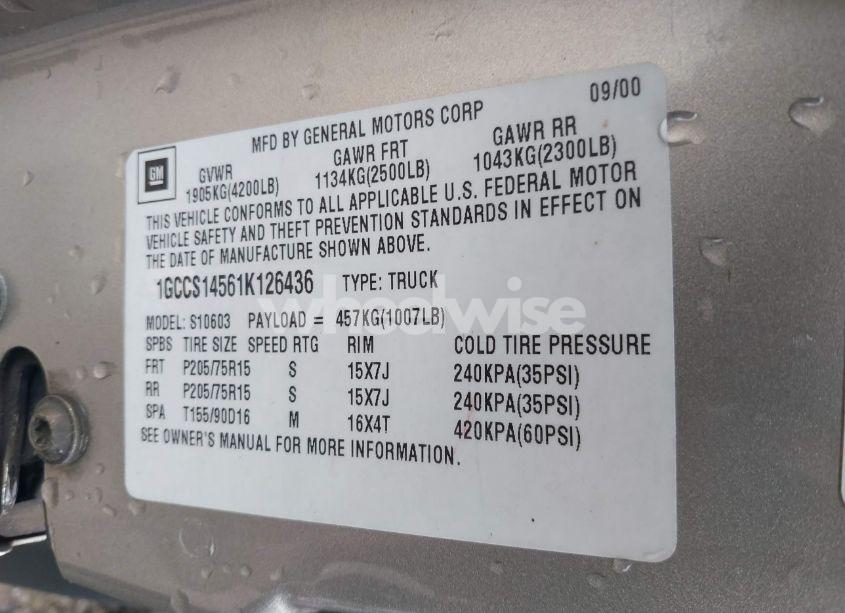 09/00
MFD BY GENERAL MOTORS CORP
GM
GVWR GAWR FRT GAWR RR
1905KG(4200LB) 1134KG(2500LB) 1043KG(2300LB)
THIS VEHICLE CONFORMS TO ALL APPLICABLE U.S. FEDERAL MOTOR
VEHICLE SAFETY AND THEFT PREVENTION STANDARDS IN EFFECT ON
THE DATE OF MANUFACTURE SHOWN ABOVE.
1GCCS14561K126436 TYPE: TRUCK
wheelwise
MODEL: S10603 PAYLOAD = 457KG(1007LB)
SPBS TIRE SIZE SPEED RTG RIM COLD TIRE PRESSURE
FRT P205/75R15 S 15X7J 240KPA(35PSI)
RR P205/75R15 S 15X7J 240KPA(35PSI)
SPA T155/90D16 M 16X4T 420KPA(60PSI)
SEE OWNER'S MANUAL FOR MORE INFORMATION.